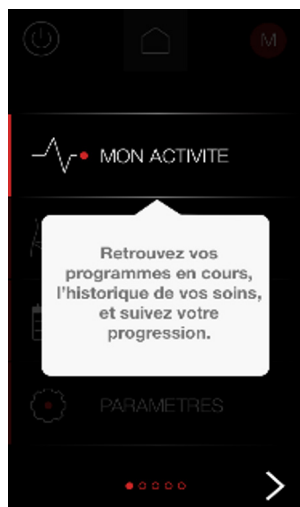 M
MON ACTIVITE
Retrouvez vos
programmes en cours,
l'historique de vos soins,
et suivez votre
progression.
PARAMETRES